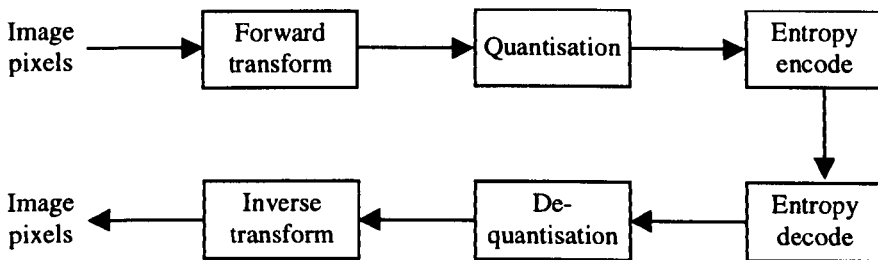 Image
pixels
Forward
transform
Quantisation
Entropy
encode
Image
pixels
Inverse
transform
De-
quantisation
Entropy
decode